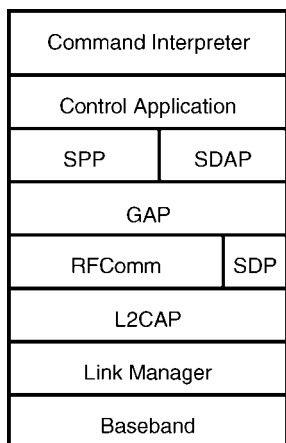 Command Interpreter
Control Application
SPP SDAP
GAP
RFComm SDP
L2CAP
Link Manager
Baseband